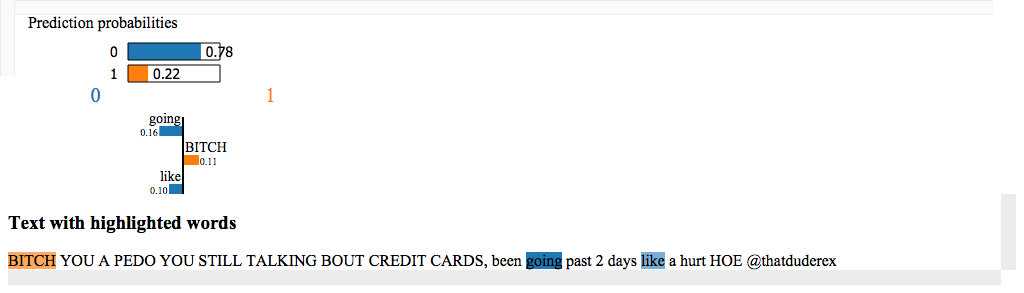 Prediction probabilities
0 0.78
1 0.22
0 1
going
0.16
BITCH
0.11
like
0.10
Text with highlighted words
BITCH YOU A PEDO YOU STILL TALKING BOUT CREDIT CARDS, been going past 2 days like a hurt HOE @thatduderex